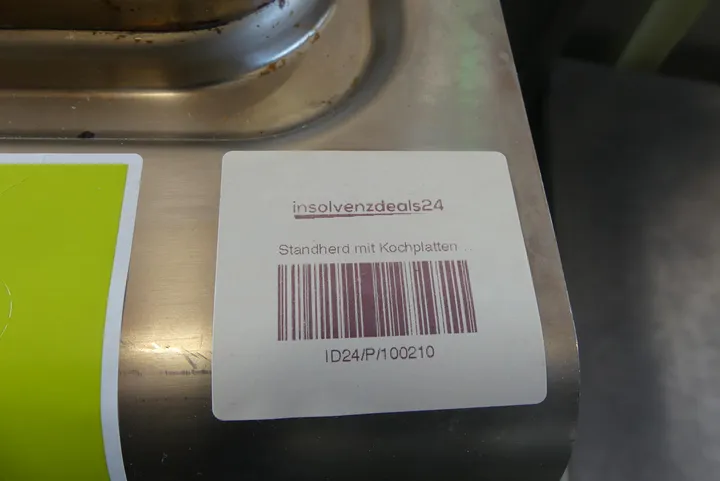 insolvenzdeals24
Standherd mit Kochplatten ...
ID24/P/100210